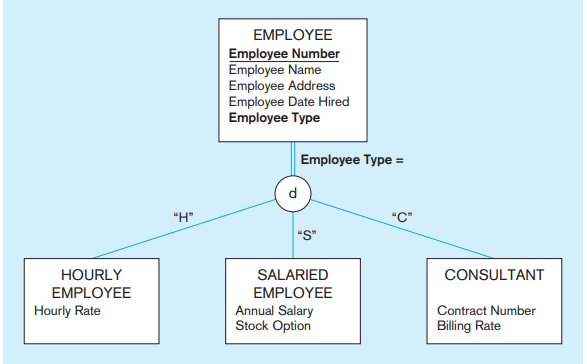 EMPLOYEE
Employee Number
Employee Name
Employee Address
Employee Date Hired
Employee Type
Employee Type =
d
“H”
“S”
“C”
HOURLY
EMPLOYEE
Hourly Rate
SALARIED
EMPLOYEE
Annual Salary
Stock Option
CONSULTANT
Contract Number
Billing Rate